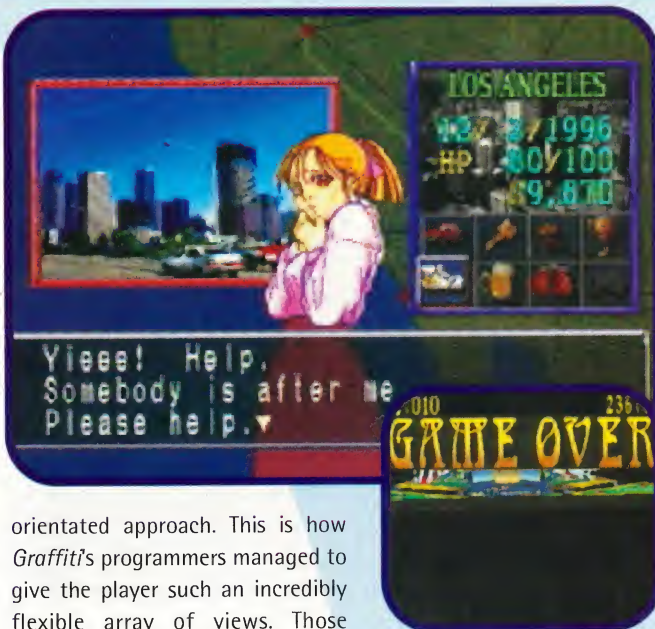 LOS ANGELES
HP 80/100
Yieee! Help.
Somebody is after me
Please help.▼
GAME OVER
orientated approach. This is how
Graffiti's programmers managed to
give the player such an incredibly
flexible array of views. Those